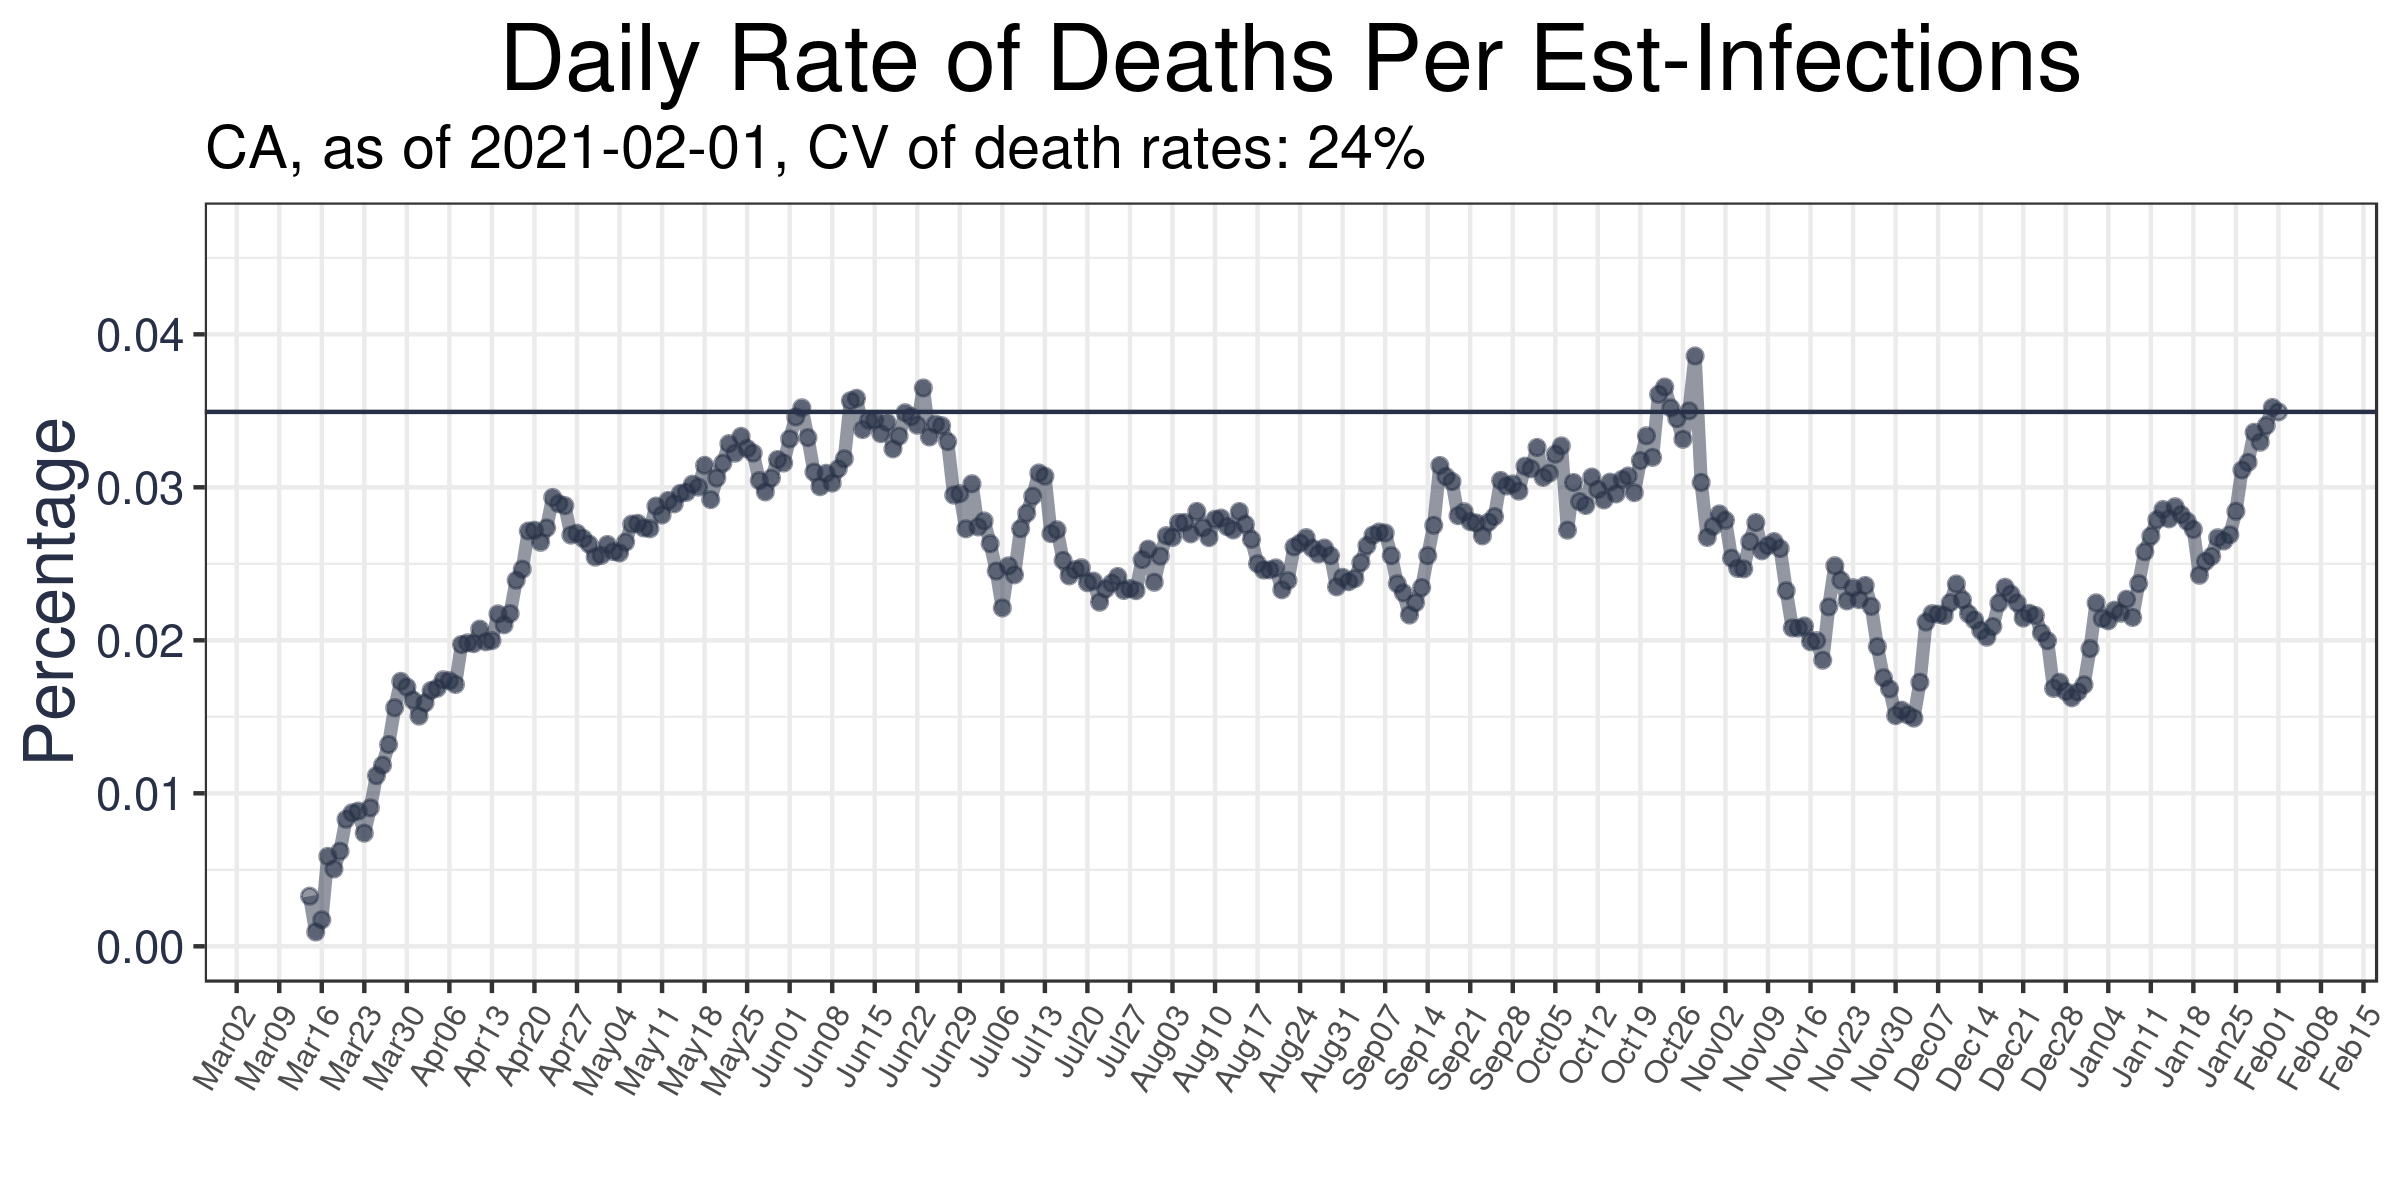 Daily Rate of Deaths Per Est-Infections
CA, as of 2021-02-01, CV of death rates: 24%
Percentage
0.04
0.03
0.02
0.01
0.00
Mar02
Mar09
Mar16
Mar23
Mar30
Apr06
Apr13
Apr20
Apr27
May04
May11
May18
May25
Jun01
Jun08
Jun15
Jun22
Jun29
Jul06
Jul13
Jul20
Jul27
Aug03
Aug10
Aug17
Aug24
Aug31
Sep07
Sep14
Sep21
Sep28
Oct05
Oct12
Oct19
Oct26
Nov02
Nov09
Nov16
Nov23
Nov30
Dec07
Dec14
Dec21
Dec28
Jan04
Jan11
Jan18
Jan25
Feb01
Feb08
Feb15